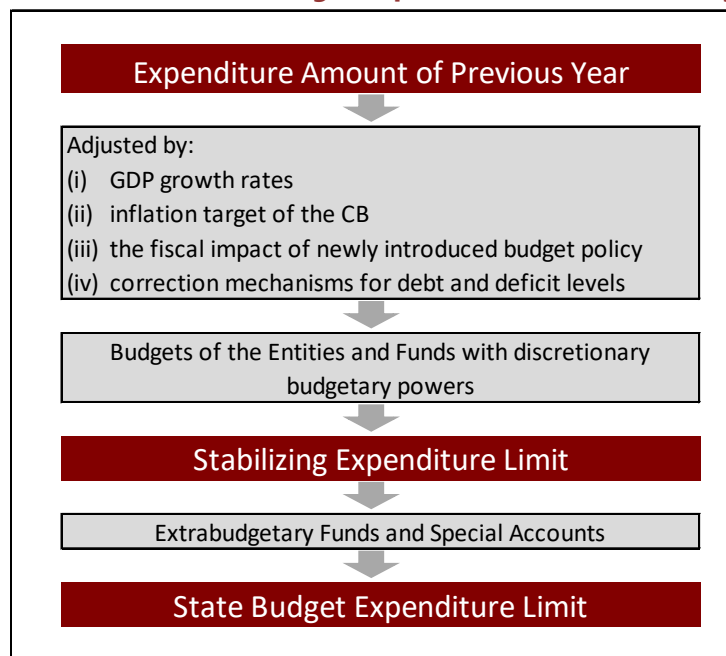 Expenditure Amount of Previous Year
Adjusted by:
(i) GDP growth rates
(ii) inflation target of the CB
(iii) the fiscal impact of newly introduced budget policy
(iv) correction mechanisms for debt and deficit levels
Budgets of the Entities and Funds with discretionary
budgetary powers
Stabilizing Expenditure Limit
Extrabudgetary Funds and Special Accounts
State Budget Expenditure Limit